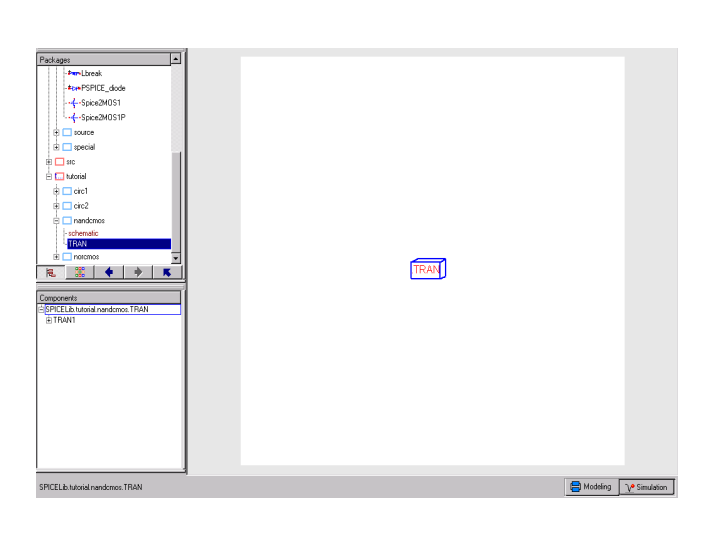 Packages
Lbreak
PSPICE_diode
Spice2MOS1
Spice2MOS1P
source
special
src
tutorial
circ1
circ2
nandcmos
schematic
TRAN
norcmos
Components
SPICELib.tutorial.nandcmos.TRAN
TRAN1
TRAN
SPICELib.tutorial.nandcmos.TRAN
Modeling
Simulation